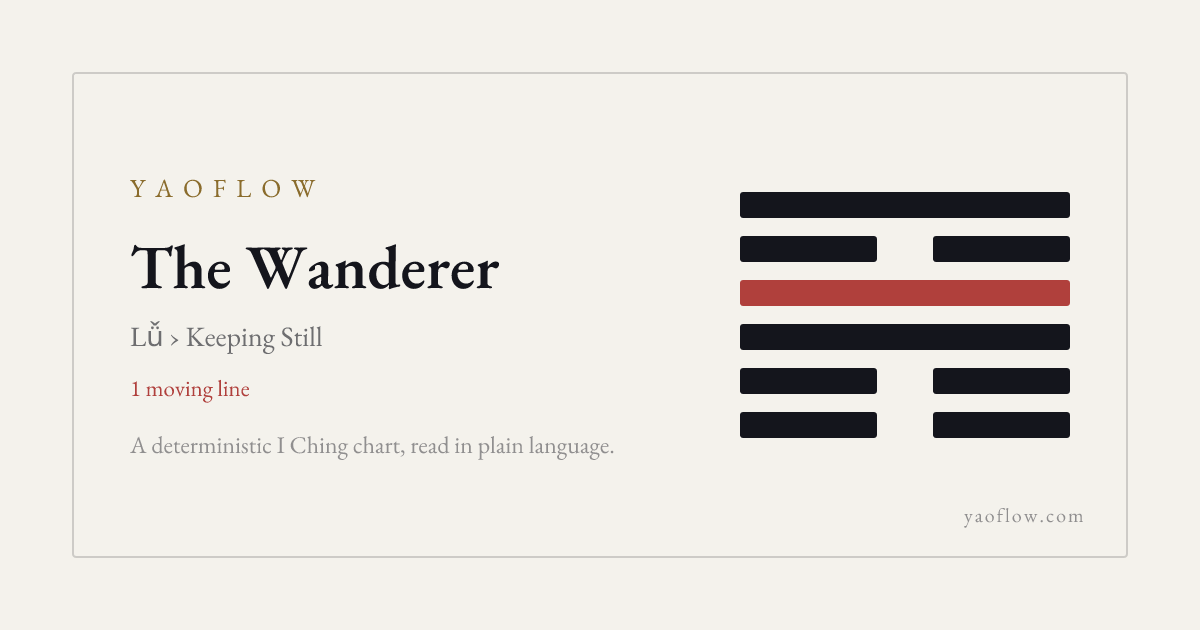 YAOFLOW
The Wanderer
Lǚ › Keeping Still
1 moving line
A deterministic I Ching chart, read in plain language.
yaoflow.com